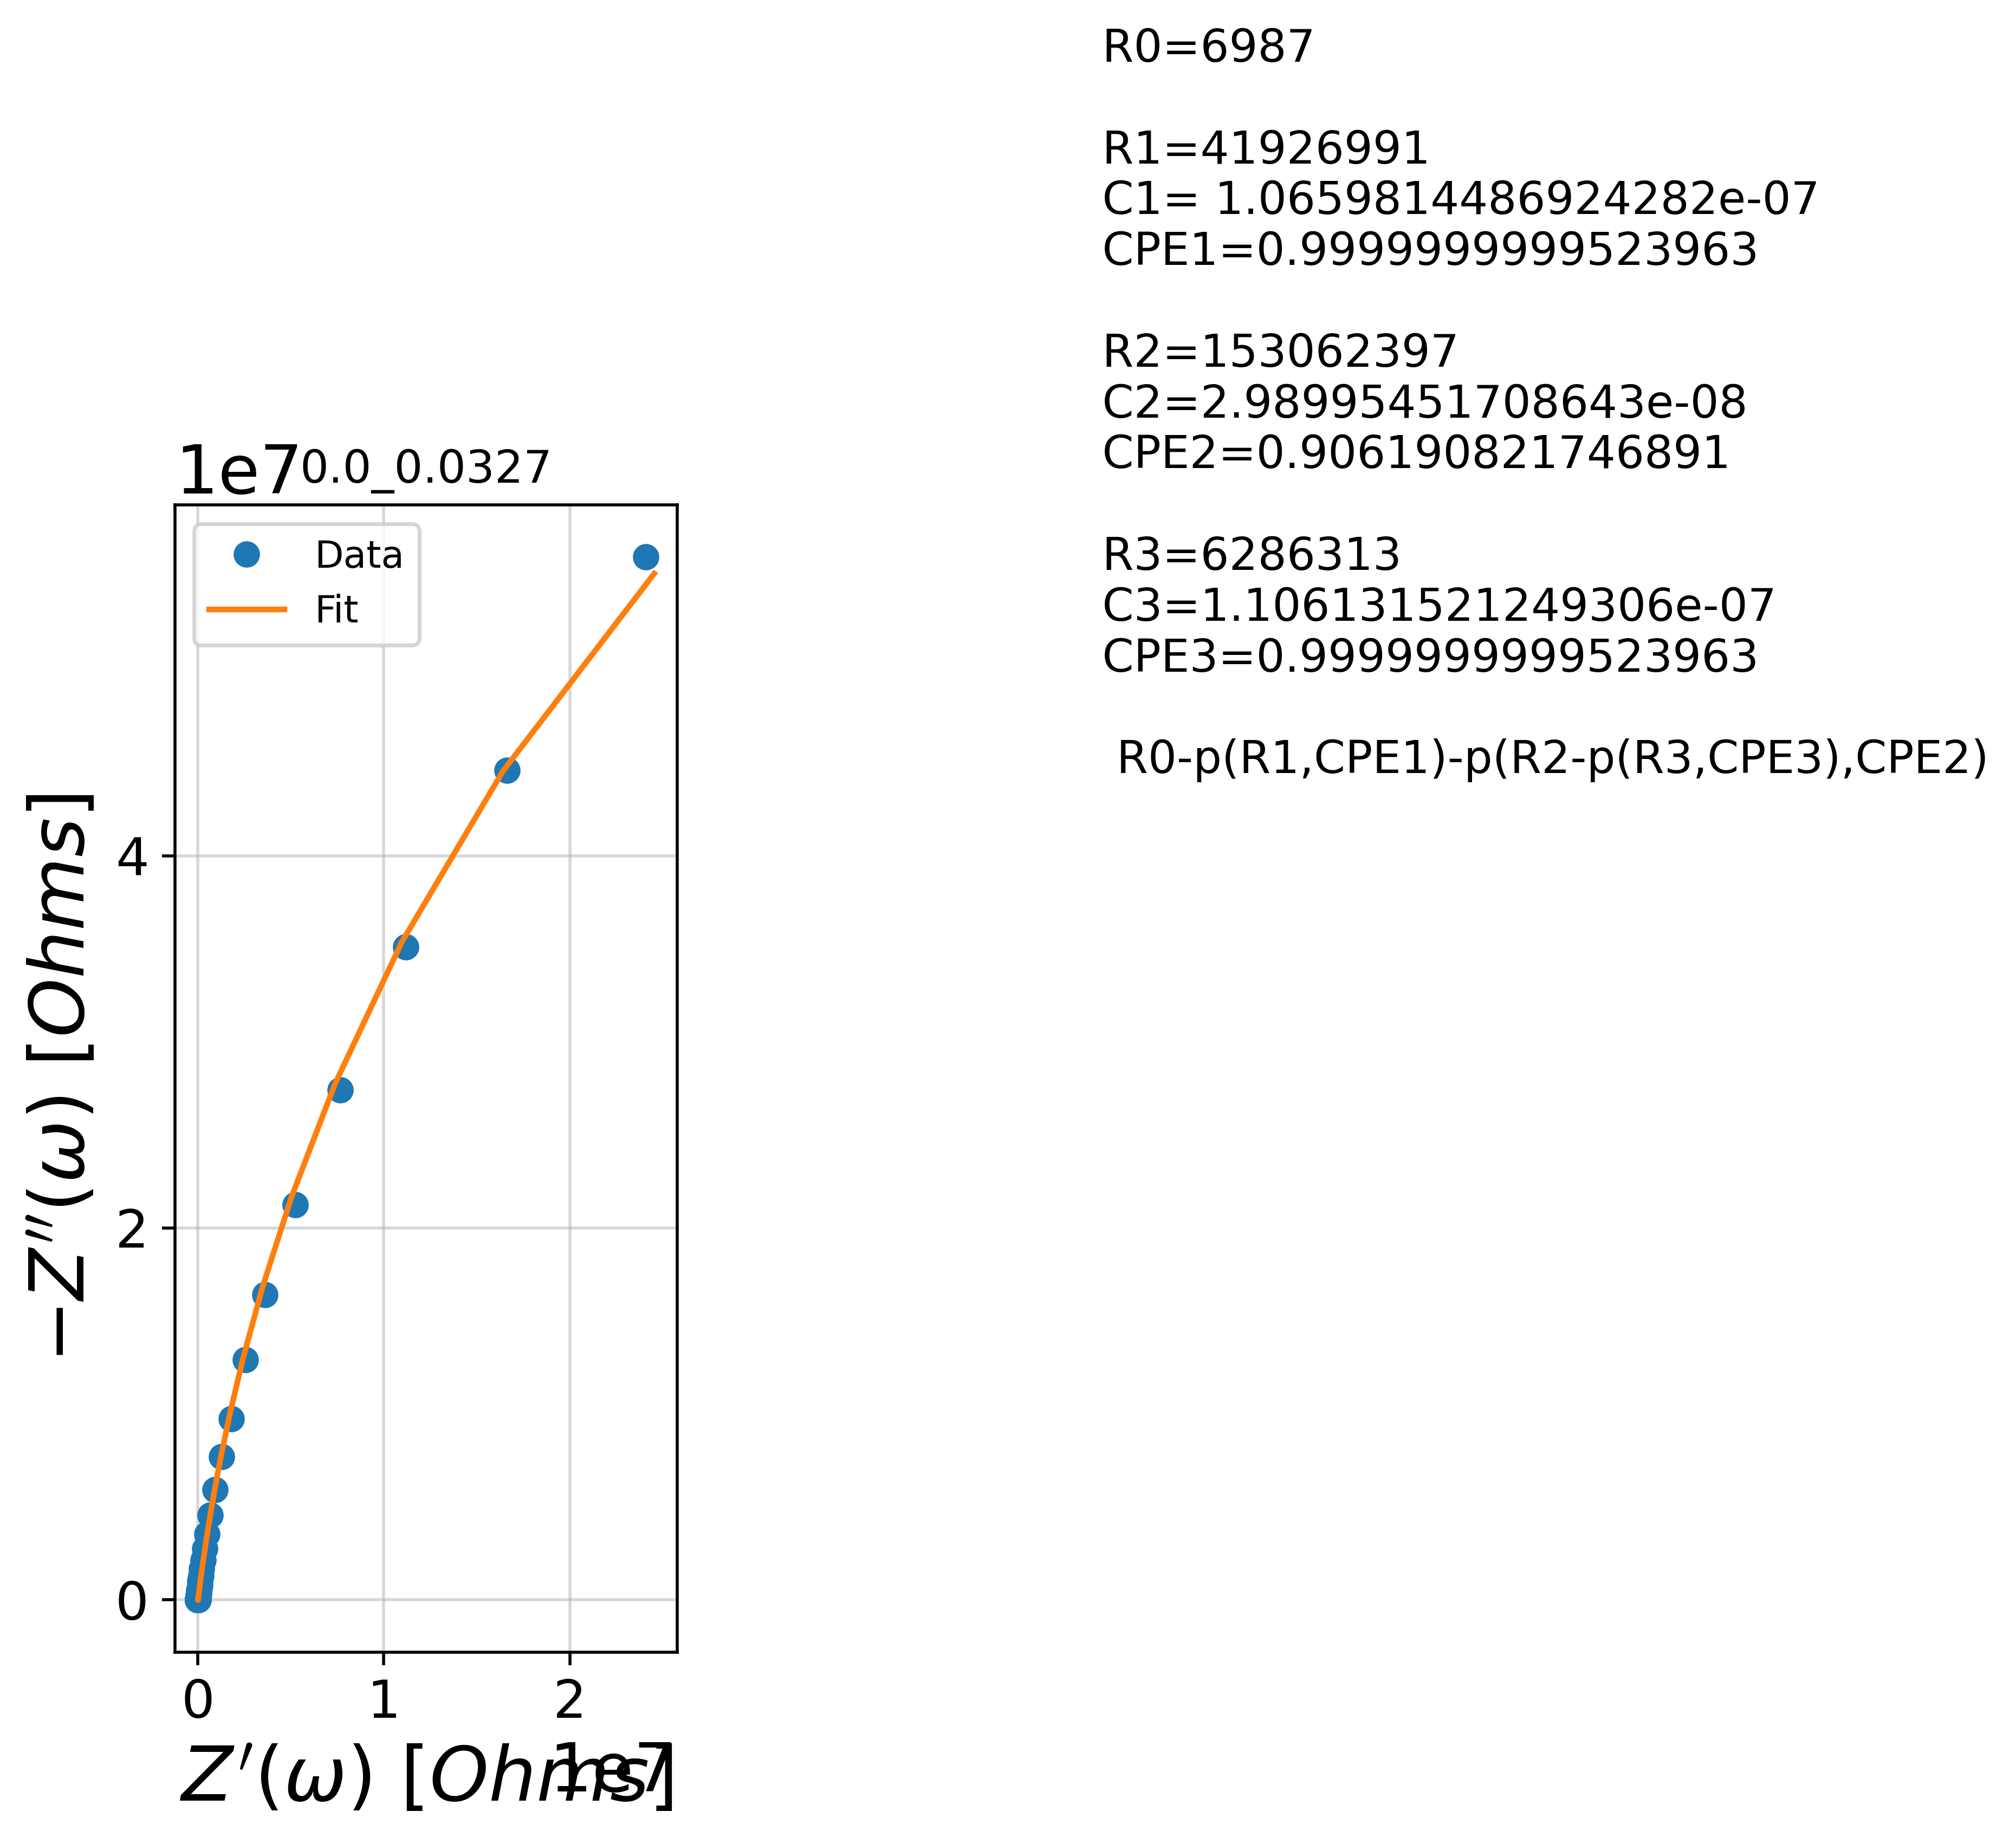 R0=6987
R1=41926991
C1= 1.0659814486924282e-07
CPE1=0.9999999999523963
R2=153062397
C2=2.98995451708643e-08
CPE2=0.906190821746891
R3=6286313
C3=1.106131521249306e-07
CPE3=0.9999999999523963
R0-p(R1,CPE1)-p(R2-p(R3,CPE3),CPE2)
1e7
0.0_0.0327
Data
Fit
−Z′′(ω) [Ohms]
4
2
0
0 1 2
Z′(ω) [Ohms]
1e7